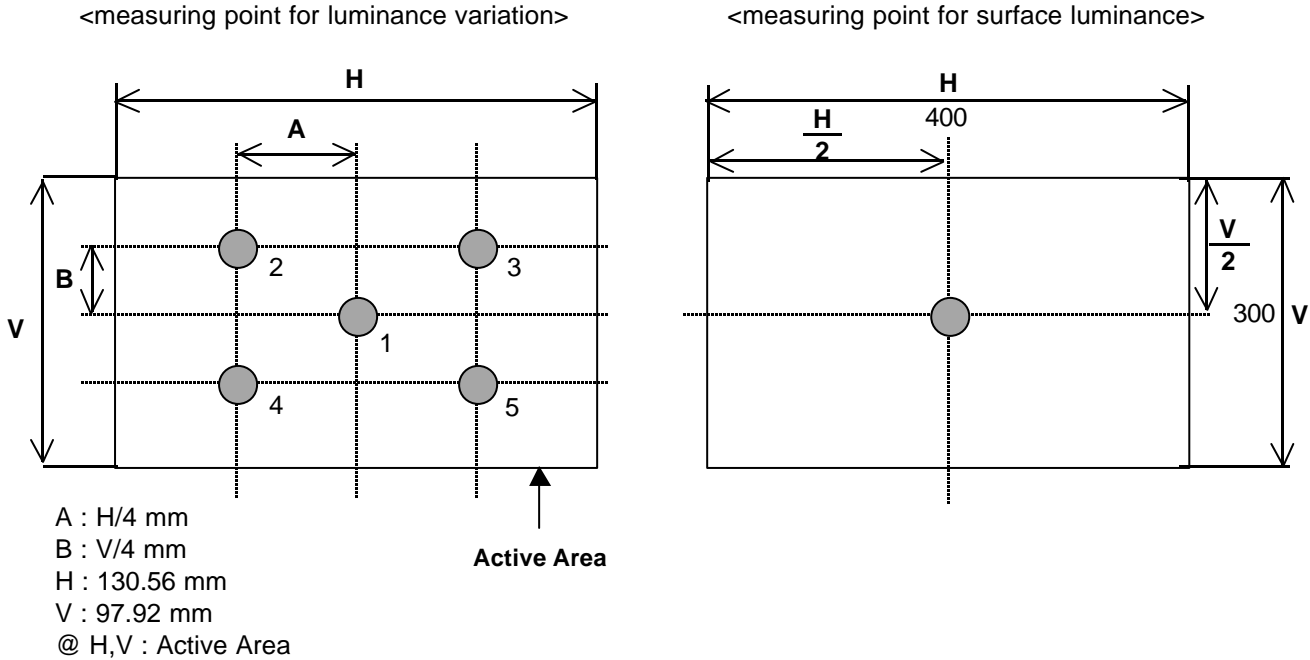 <measuring point for luminance variation>
H
A
B
V
2
3
1
4
5
A : H/4 mm
B : V/4 mm
H : 130.56 mm
V : 97.92 mm
@ H,V : Active Area
Active Area
<measuring point for surface luminance>
H
400
H
2
V
2
300
V